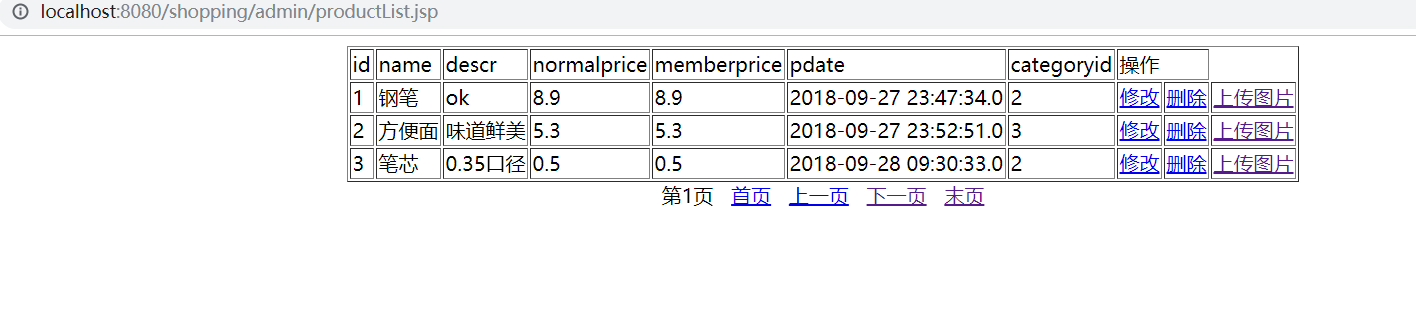 localhost:8080/shopping/admin/productList.jsp
id name descr normalprice memberprice pdate categoryid 操作
1 钢笔 ok 8.9 8.9 2018-09-27 23:47:34.0 2 修改 删除 上传图片
2 方便面 味道鲜美 5.3 5.3 2018-09-27 23:52:51.0 3 修改 删除 上传图片
3 笔芯 0.35口径 0.5 0.5 2018-09-28 09:30:33.0 2 修改 删除 上传图片
第1页 首页 上一页 下一页 末页